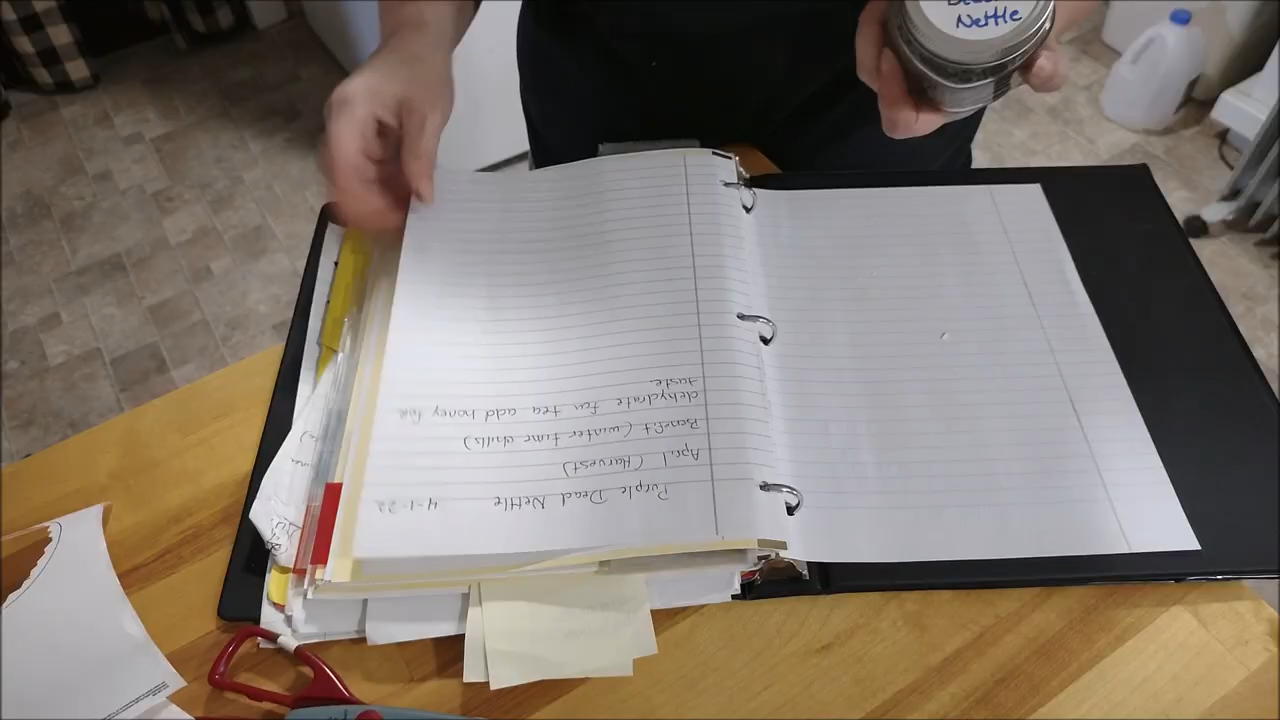 Nettle
Purple Dead Nettle 4-1-22
April (Harvest)
Benefit (winter time chills)
dehydrate for tea add honey for
taste.